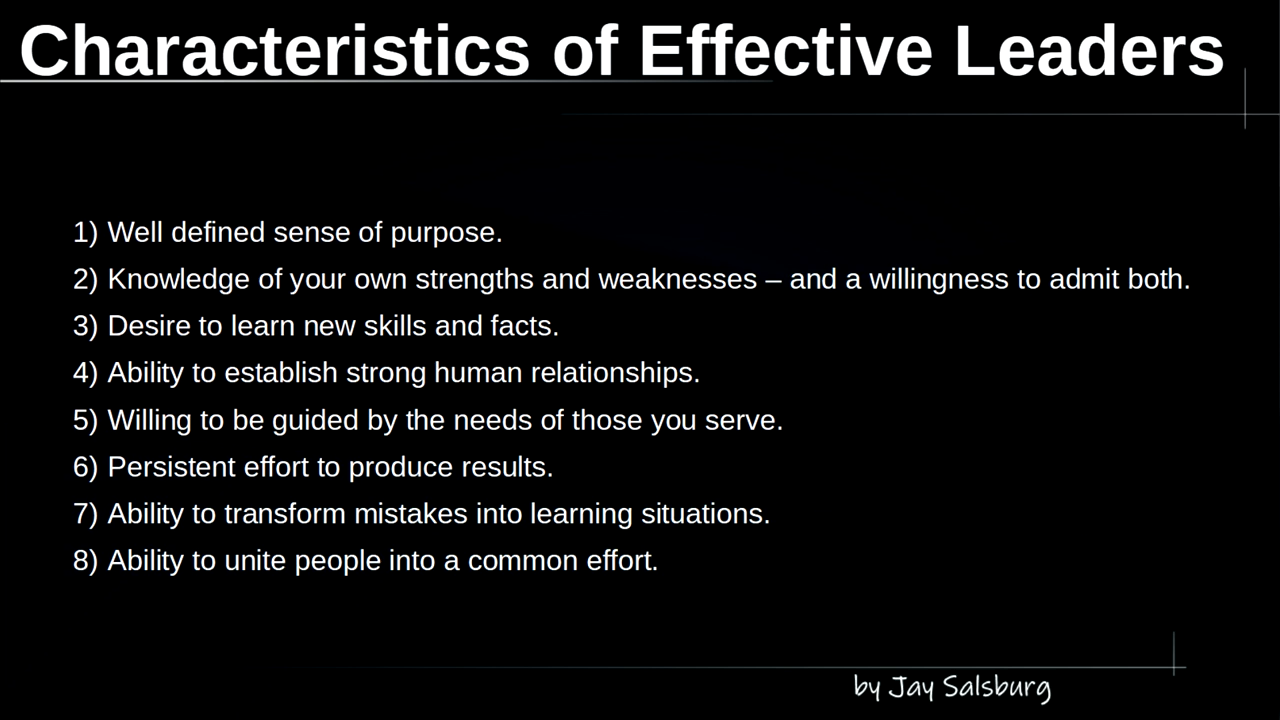 Characteristics of Effective Leaders
1) Well defined sense of purpose.
2) Knowledge of your own strengths and weaknesses – and a willingness to admit both.
3) Desire to learn new skills and facts.
4) Ability to establish strong human relationships.
5) Willing to be guided by the needs of those you serve.
6) Persistent effort to produce results.
7) Ability to transform mistakes into learning situations.
8) Ability to unite people into a common effort.
by Jay Salsburg